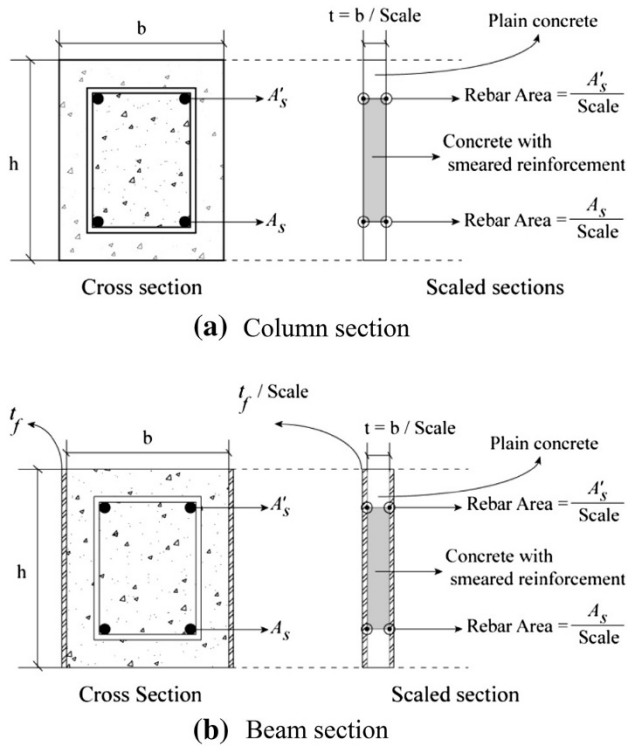 b
t = b / Scale
Plain concrete
h
A's
Rebar Area = A's / Scale
Concrete with
smeared reinforcement
As
Rebar Area = As / Scale
Cross section
Scaled sections
(a) Column section
tf
b
tf / Scale
t = b / Scale
Plain concrete
h
A's
Rebar Area = A's / Scale
Concrete with
smeared reinforcement
As
Rebar Area = As / Scale
Cross Section
Scaled section
(b) Beam section